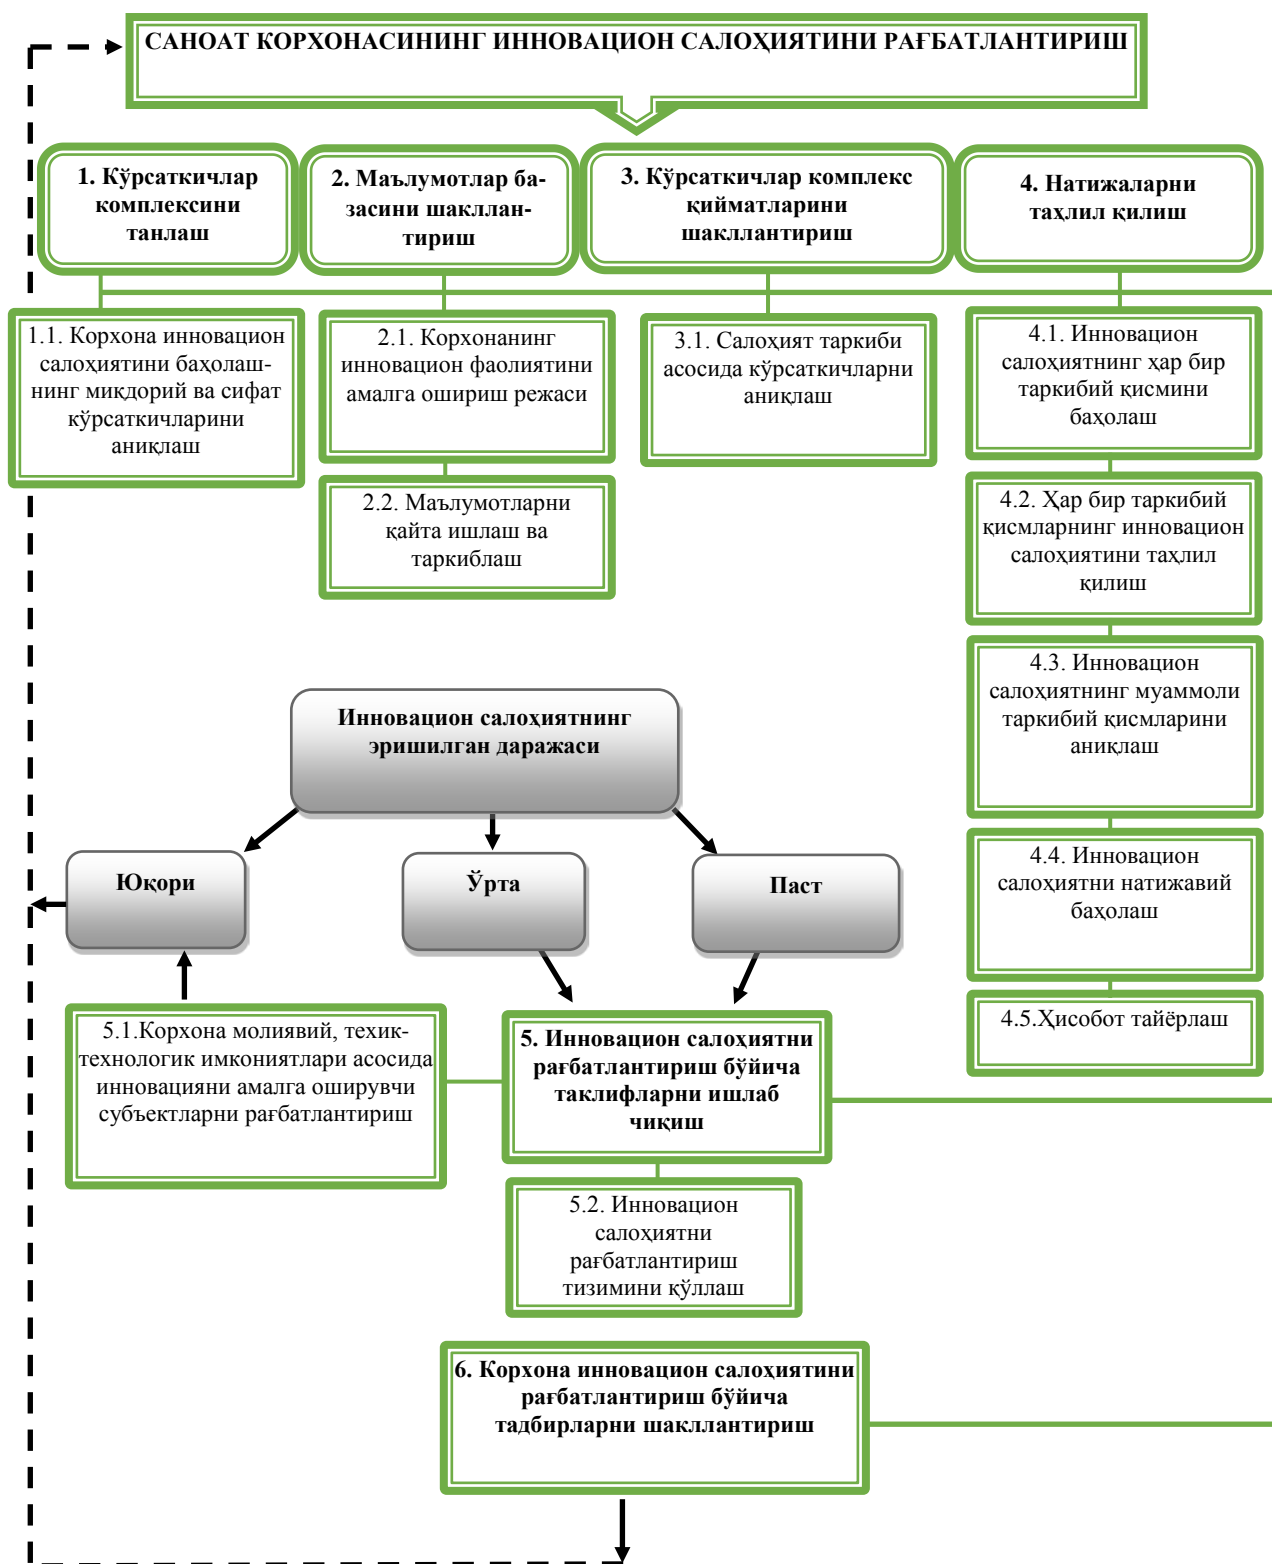 САНОАТ КОРХОНАСИНИНГ ИННОВАЦИОН САЛОҲИЯТИНИ РАҒБАТЛАНТИРИШ
1. Кўрсаткичлар
комплексини
танлаш
2. Маълумотлар ба-
засини шакллан-
тириш
3. Кўрсаткичлар комплекс
қийматларини
шакллантириш
4. Натижаларни
таҳлил қилиш
1.1. Корхона инновацион
салоҳиятини баҳолаш-
нинг миқдорий ва сифат
кўрсаткичларини
аниқлаш
2.1. Корхонанинг
инновацион фаолиятини
амалга ошириш режаси
2.2. Маълумотларни
қайта ишлаш ва
таркиблаш
3.1. Салоҳият таркиби
асосида кўрсаткичларни
аниқлаш
4.1. Инновацион
салоҳиятнинг ҳар бир
таркибий қисмини
баҳолаш
4.2. Ҳар бир таркибий
қисмларнинг инновацион
салоҳиятини таҳлил
қилиш
4.3. Инновацион
салоҳиятнинг муаммоли
таркибий қисмларини
аниқлаш
4.4. Инновацион
салоҳиятни натижавий
баҳолаш
4.5.Ҳисобот тайёрлаш
Инновацион салоҳиятнинг
эришилган даражаси
Юқори
Ўрта
Паст
5.1.Корхона молиявий, техик-
технологик имкониятлари асосида
инновацияни амалга оширувчи
субъектларни рағбатлантириш
5. Инновацион салоҳиятни
рағбатлантириш бўйича
таклифларни ишлаб
чиқиш
5.2. Инновацион
салоҳиятни
рағбатлантириш
тизимини қўллаш
6. Корхона инновацион салоҳиятини
рағбатлантириш бўйича
тадбирларни шакллантириш